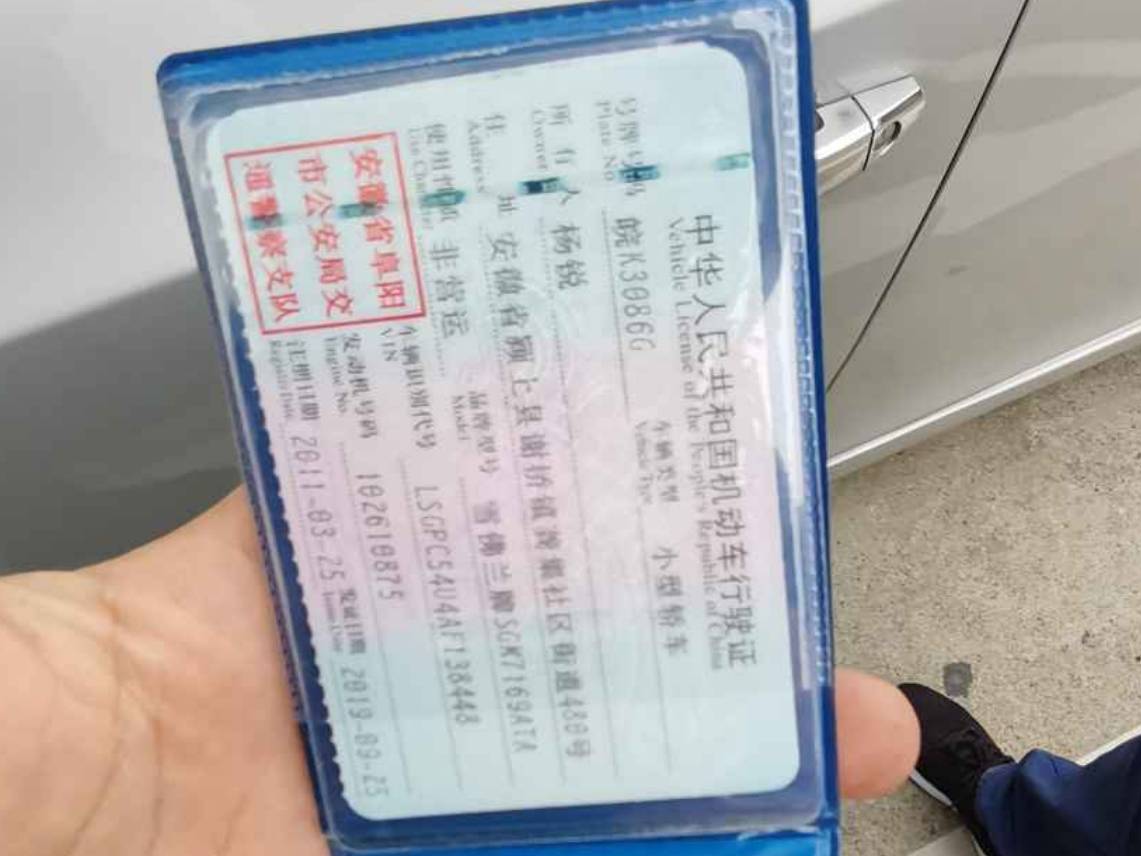 中华人民共和国机动车行驶证
Vehicle License of the People's Republic of China
号牌号码 皖K3086G 车辆类型 小型轿车
Plate No. Vehicle Type
所有人 杨锐
Owner
住址 安徽省颍上县谢桥镇 集社区街道480号
Address
使用性质 非营运 品牌型号 雪佛兰牌SGM7169ATA
Use Character Model
车辆识别代号 LSGPC54U4AF138448
VIN
发动机号码 102610875
Engine No.
注册日期 2011-03-25 发证日期 2019-09-25
Register Date Issue Date
安徽省阜阳
市公安局交
通警察支队